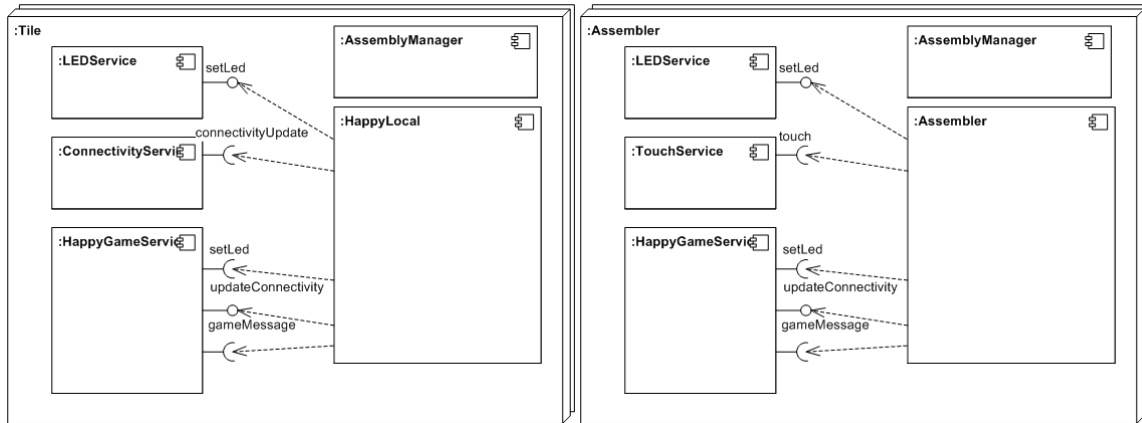 :Tile
:LEDService
setLed
:AssemblyManager
:HappyLocal
connectivityUpdate
:ConnectivityServi
:HappyGameServic
setLed
updateConnectivity
gameMessage
:Assembler
:LEDService
setLed
:AssemblyManager
:Assembler
touch
:TouchService
:HappyGameServic
setLed
updateConnectivity
gameMessage